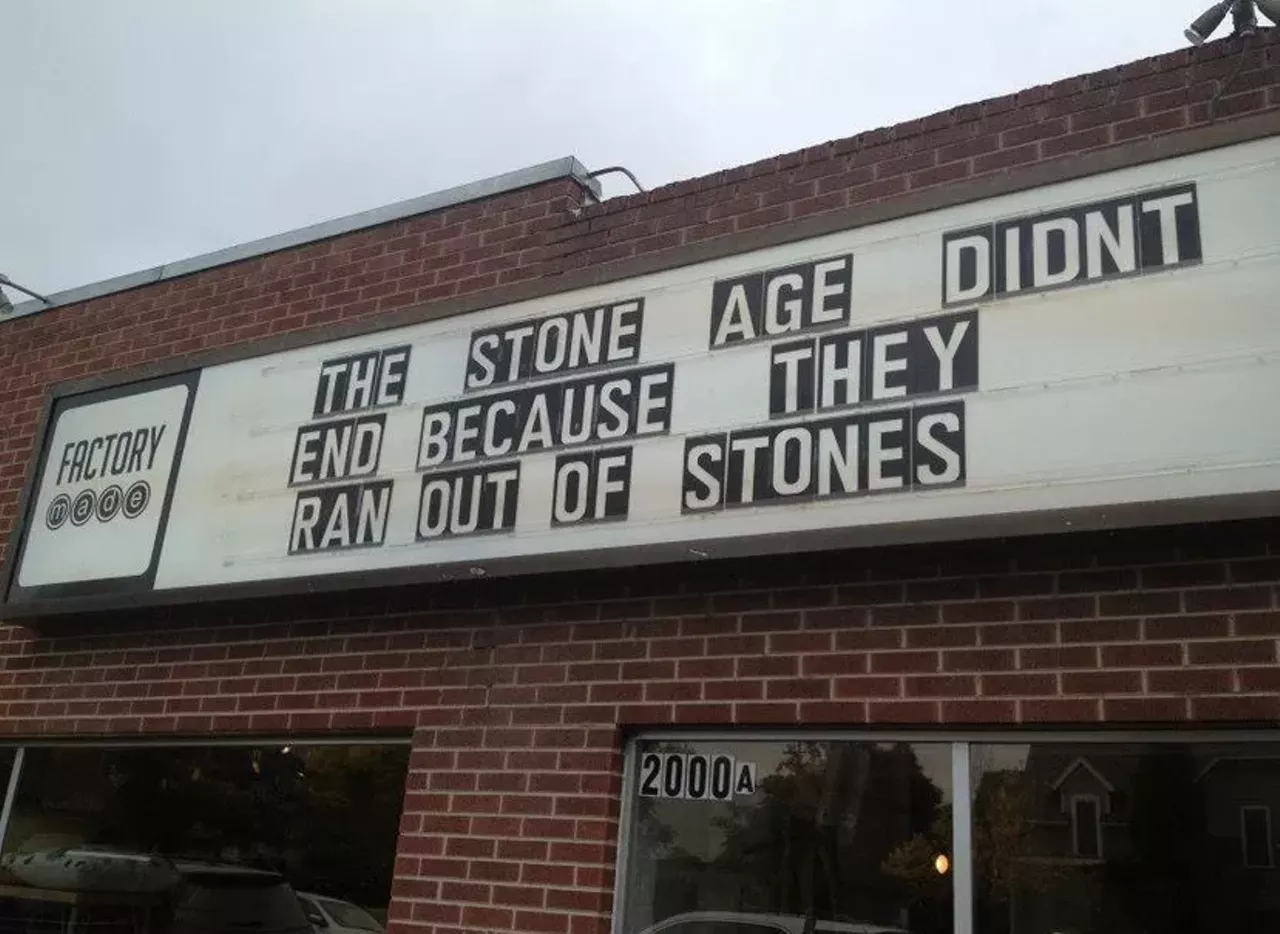 FACTORY
made
THE STONE AGE DIDNT
END BECAUSE THEY
RAN OUT OF STONES
2000A